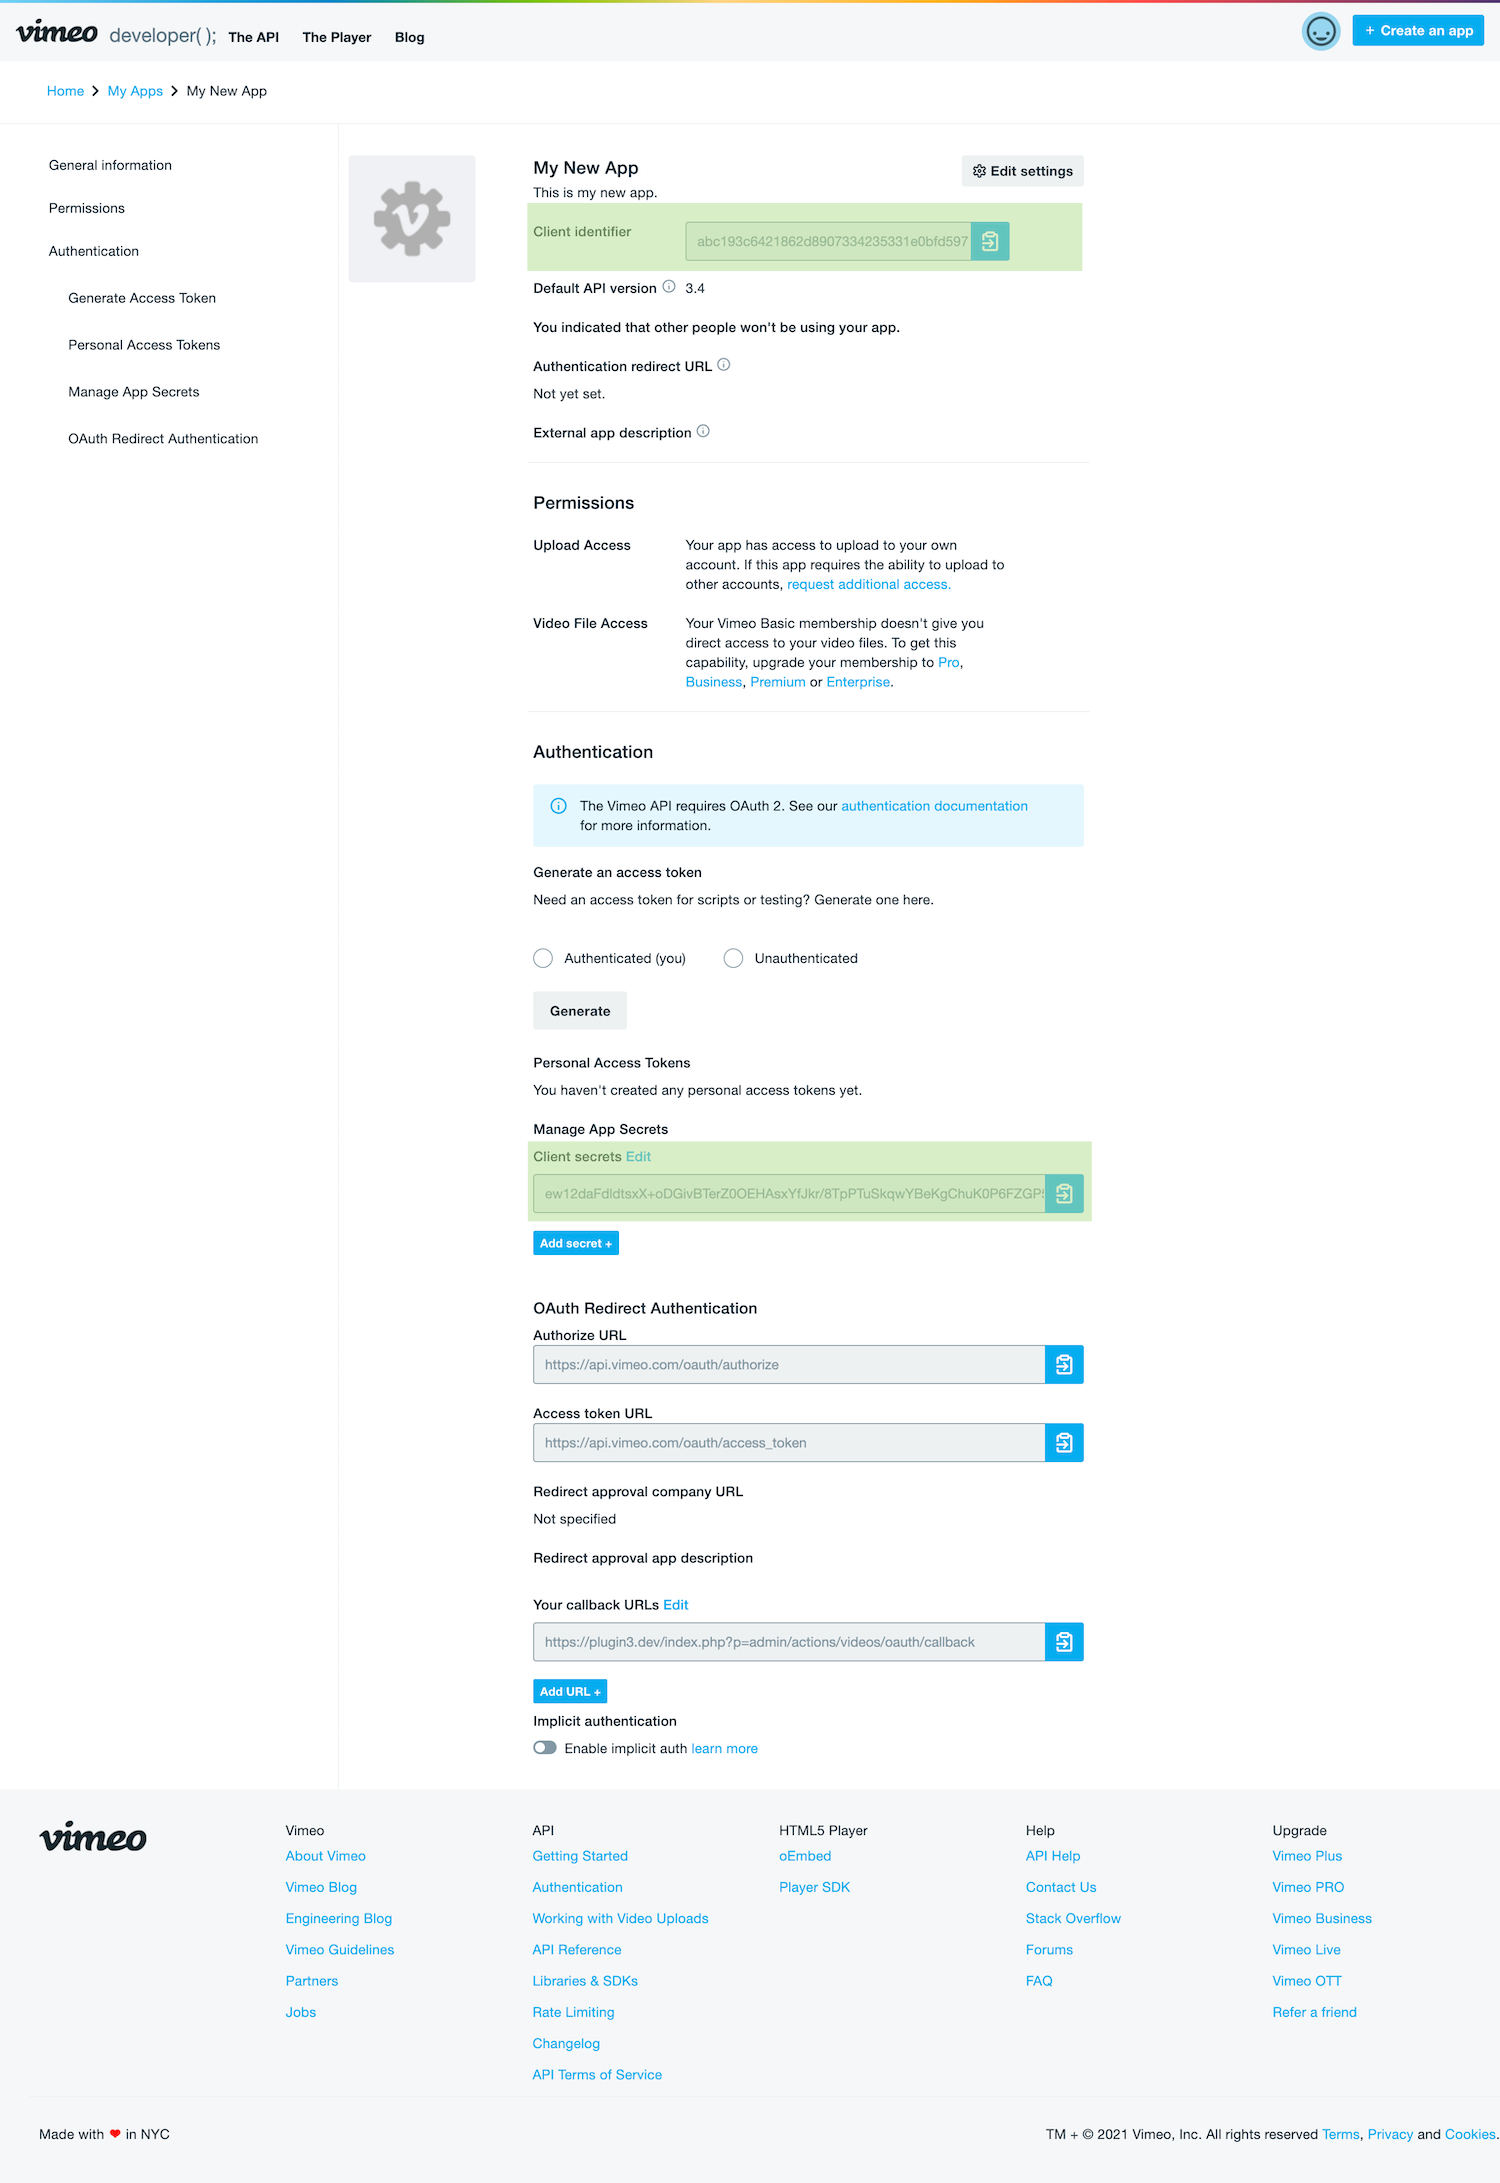 vimeo developer( ); The API The Player Blog + Create an app
Home > My Apps > My New App
General information
Permissions
Authentication
Generate Access Token
Personal Access Tokens
Manage App Secrets
OAuth Redirect Authentication
My New App
Edit settings
This is my new app.
Client identifier abc193c6421862d8907334235331e0bfd597
Default API version 3.4
You indicated that other people won't be using your app.
Authentication redirect URL
Not yet set.
External app description
Permissions
Upload Access Your app has access to upload to your own
account. If this app requires the ability to upload to
other accounts, request additional access.
Video File Access Your Vimeo Basic membership doesn't give you
direct access to your video files. To get this
capability, upgrade your membership to Pro,
Business, Premium or Enterprise.
Authentication
The Vimeo API requires OAuth 2. See our authentication documentation
for more information.
Generate an access token
Need an access token for scripts or testing? Generate one here.
Authenticated (you) Unauthenticated
Generate
Personal Access Tokens
You haven't created any personal access tokens yet.
Manage App Secrets
Client secrets Edit
ew12daFdldtsxX+oDGivBTerZ0OEHAsxYfJkr/8TpPTuSkqwYBeKgChuK0P6FZGP5
Add secret +
OAuth Redirect Authentication
Authorize URL
https://api.vimeo.com/oauth/authorize
Access token URL
https://api.vimeo.com/oauth/access_token
Redirect approval company URL
Not specified
Redirect approval app description
Your callback URLs Edit
https://plugin3.dev/index.php?p=admin/actions/videos/oauth/callback
Add URL +
Implicit authentication
Enable implicit auth learn more
vimeo
Vimeo
About Vimeo
Vimeo Blog
Engineering Blog
Vimeo Guidelines
Partners
Jobs
API
Getting Started
Authentication
Working with Video Uploads
API Reference
Libraries & SDKs
Rate Limiting
Changelog
API Terms of Service
HTML5 Player
oEmbed
Player SDK
Help
API Help
Contact Us
Stack Overflow
Forums
FAQ
Upgrade
Vimeo Plus
Vimeo PRO
Vimeo Business
Vimeo Live
Vimeo OTT
Refer a friend
Made with ♥ in NYC
TM + © 2021 Vimeo, Inc. All rights reserved Terms, Privacy and Cookies.